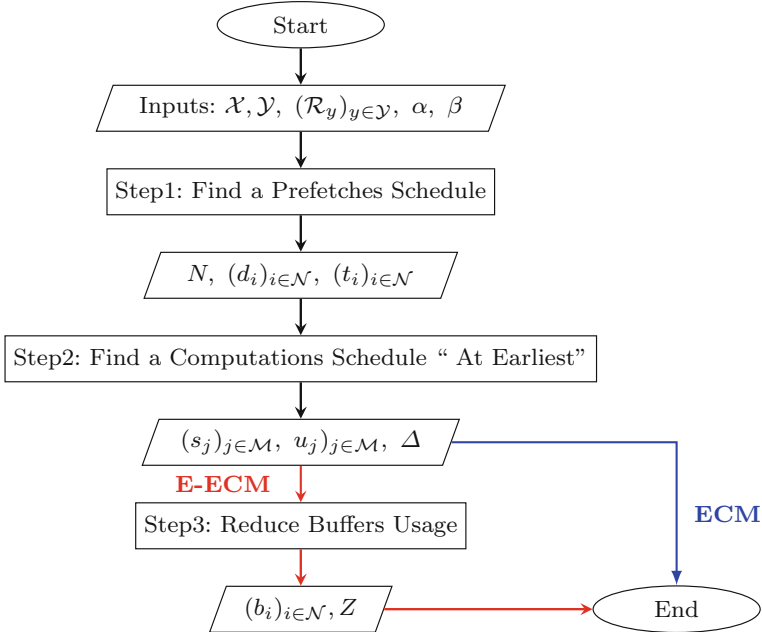 Start
Inputs: 𝒳, 𝒴, (ℛ_y)_{y∈𝒴}, α, β
Step1: Find a Prefetches Schedule
N, (d_i)_{i∈𝒩}, (t_i)_{i∈𝒩}
Step2: Find a Computations Schedule “ At Earliest”
(s_j)_{j∈ℳ}, u_j)_{j∈ℳ}, Δ
E-ECM
ECM
Step3: Reduce Buffers Usage
(b_i)_{i∈𝒩}, Z
End